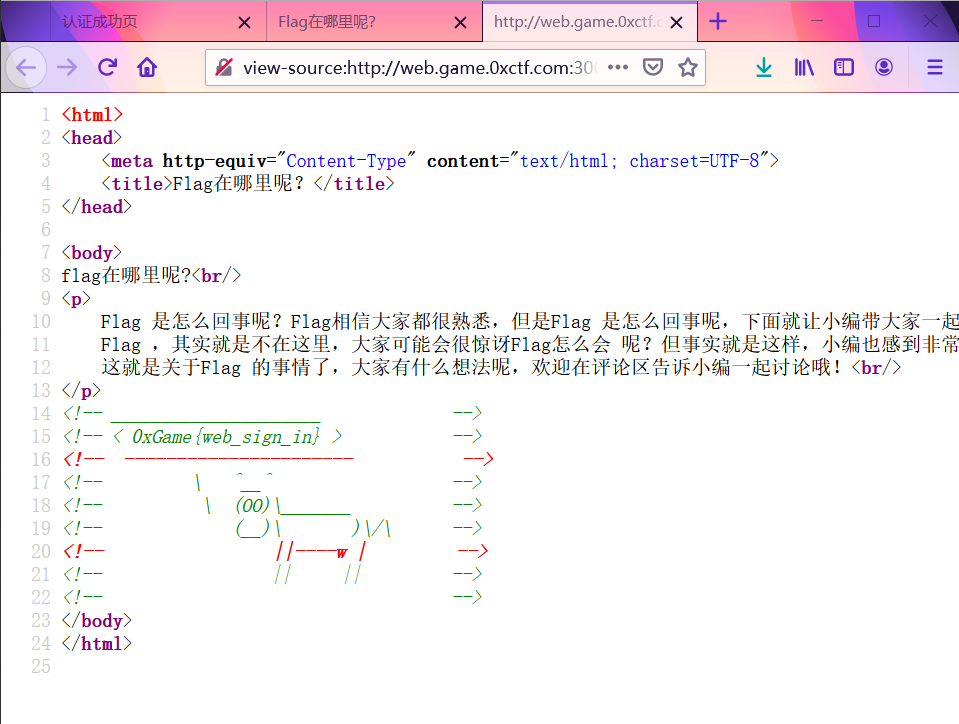 认证成功页
Flag在哪里呢？
http://web.game.0xctf.c
view-source:http://web.game.0xctf.com:300
1 <html>
2 <head>
3 <meta http-equiv="Content-Type" content="text/html; charset=UTF-8">
4 <title>Flag在哪里呢？</title>
5 </head>
6
7 <body>
8 flag在哪里呢?<br/>
9 <p>
10 Flag 是怎么回事呢？Flag相信大家都很熟悉，但是Flag 是怎么回事呢，下面就让小编带大家一起
11 Flag ，其实就是不在这里，大家可能会很惊讶Flag怎么会 呢？但事实就是这样，小编也感到非常
12 这就是关于Flag 的事情了，大家有什么想法呢，欢迎在评论区告诉小编一起讨论哦！<br/>
13 </p>
14 <!-- _____________________ -->
15 <!-- < 0xGame{web_sign_in} > -->
16 <!-- ---------------------- -->
17 <!-- \ ^__^ -->
18 <!-- \ (OO)\_______ -->
19 <!-- (__)\ )\/\ -->
20 <!-- ||----w | -->
21 <!-- || || -->
22 <!-- -->
23 </body>
24 </html>
25